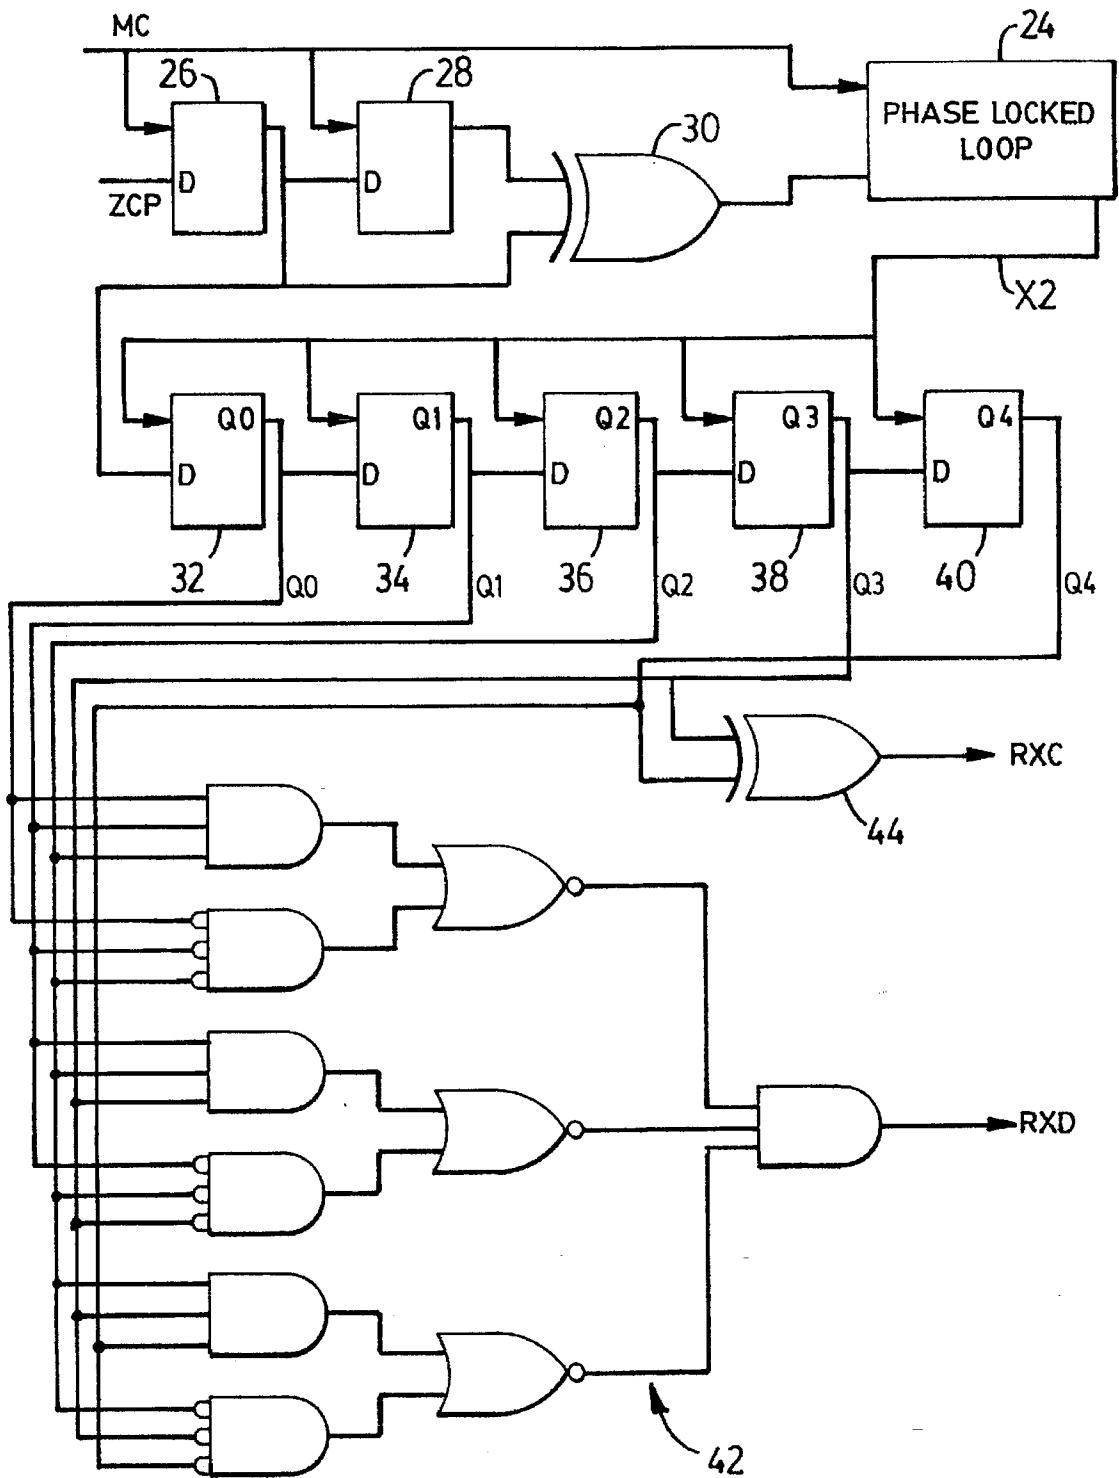 MC
24
26
28
30
PHASE LOCKED
LOOP
D
D
ZCP
X2
Q0
Q1
Q2
Q3
Q4
D
D
D
D
D
32
Q0
34
Q1
36
Q2
38
Q3
40
Q4
RXC
44
RXD
42